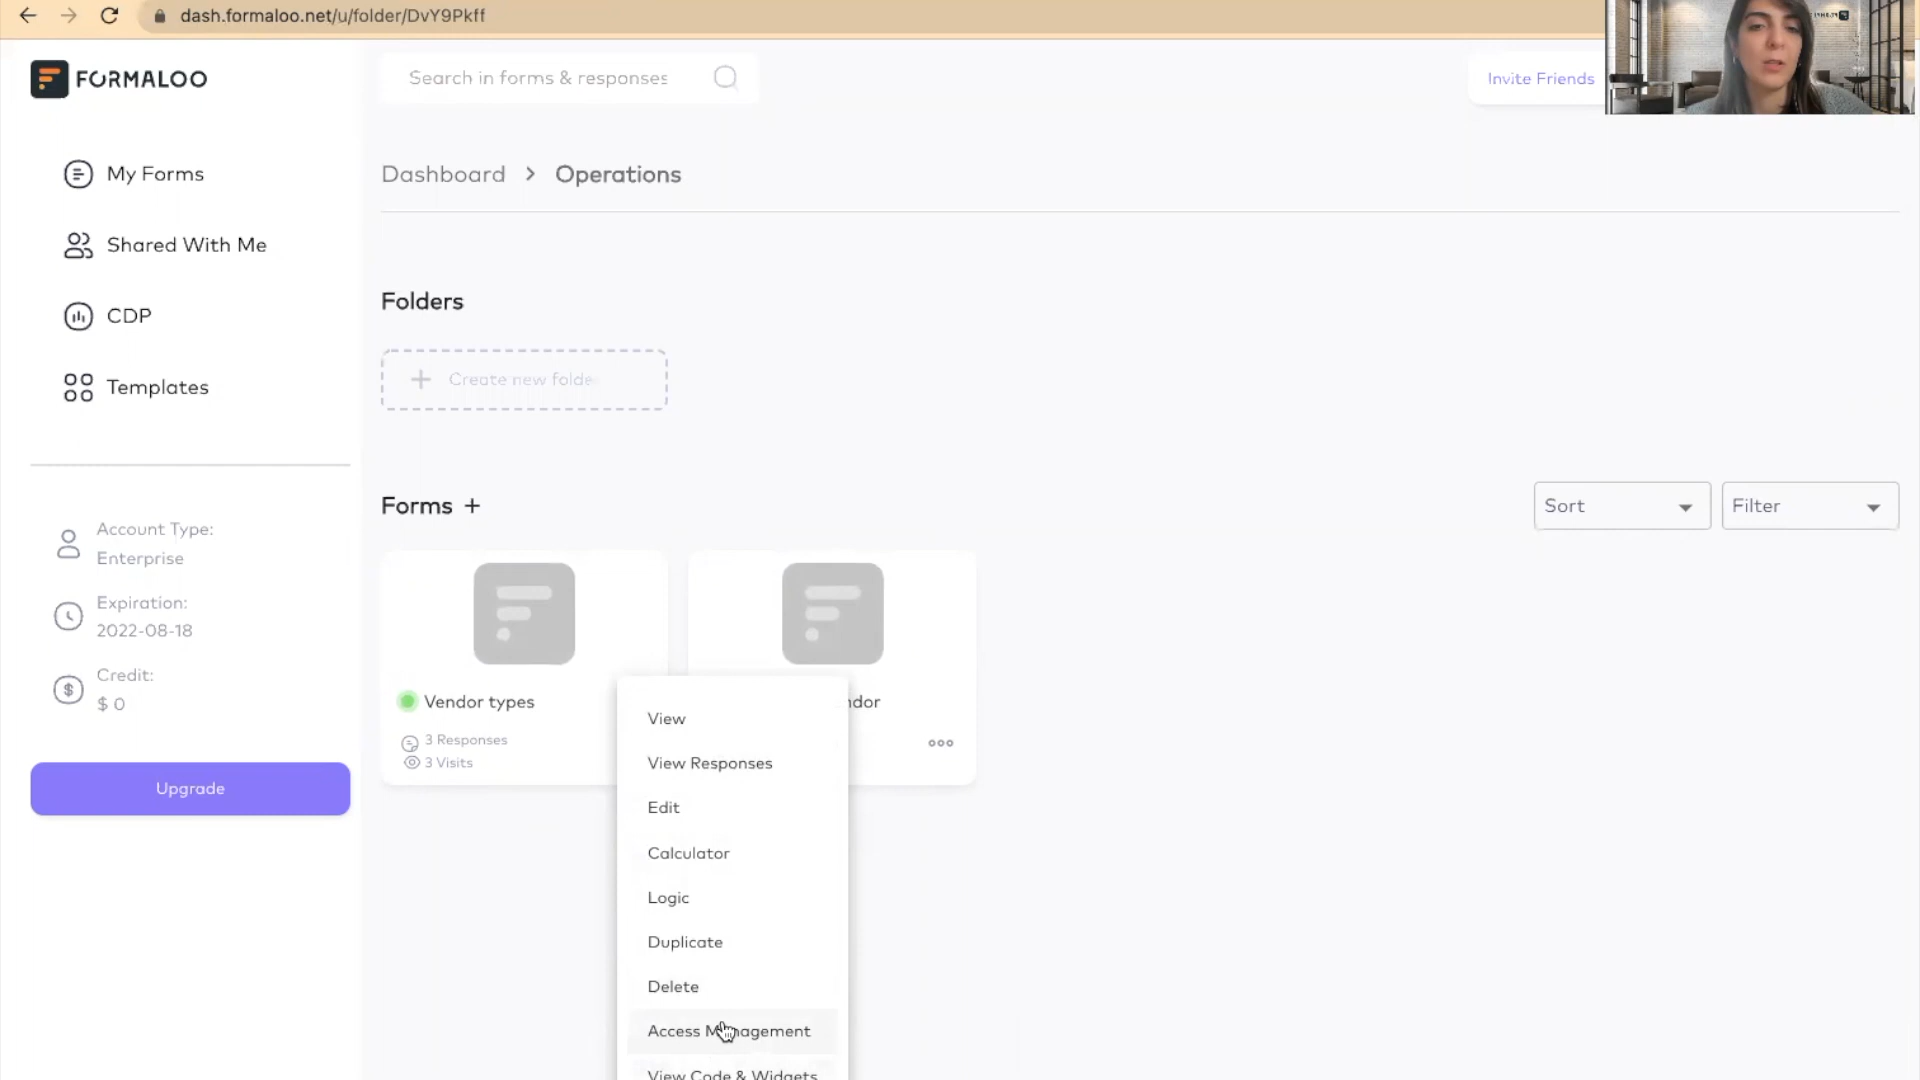 dash.formaloo.net/u/folder/DvY9Pkff
FORMALOO
Search in forms & responses
Invite Friends
My Forms
Shared With Me
CDP
Templates
Account Type:
Enterprise
Expiration:
2022-08-18
Credit:
$ 0
Upgrade
Dashboard > Operations
Folders
+ Create new folde
Forms +
Sort
Filter
Vendor types
3 Responses
3 Visits
ndor
View
View Responses
Edit
Calculator
Logic
Duplicate
Delete
Access Management
View Code & Widgets